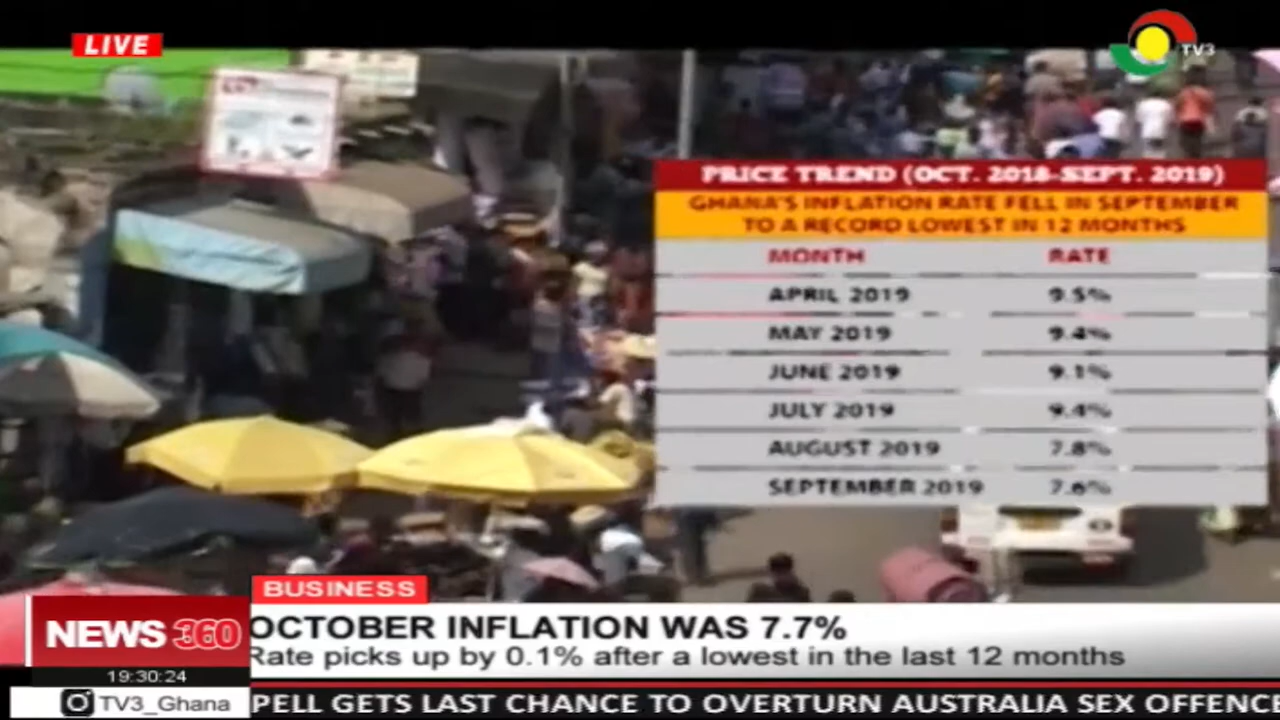 LIVE
TV3
PRICE TREND (OCT. 2018-SEPT. 2019)
GHANA'S INFLATION RATE FELL IN SEPTEMBER
TO A RECORD LOWEST IN 12 MONTHS
MONTH RATE
APRIL 2019 9.5%
MAY 2019 9.4%
JUNE 2019 9.1%
JULY 2019 9.4%
AUGUST 2019 7.8%
SEPTEMBER 2019 7.6%
BUSINESS
NEWS 360
OCTOBER INFLATION WAS 7.7%
Rate picks up by 0.1% after a lowest in the last 12 months
19:30:24
TV3_Ghana
PELL GETS LAST CHANCE TO OVERTURN AUSTRALIA SEX OFFENCE